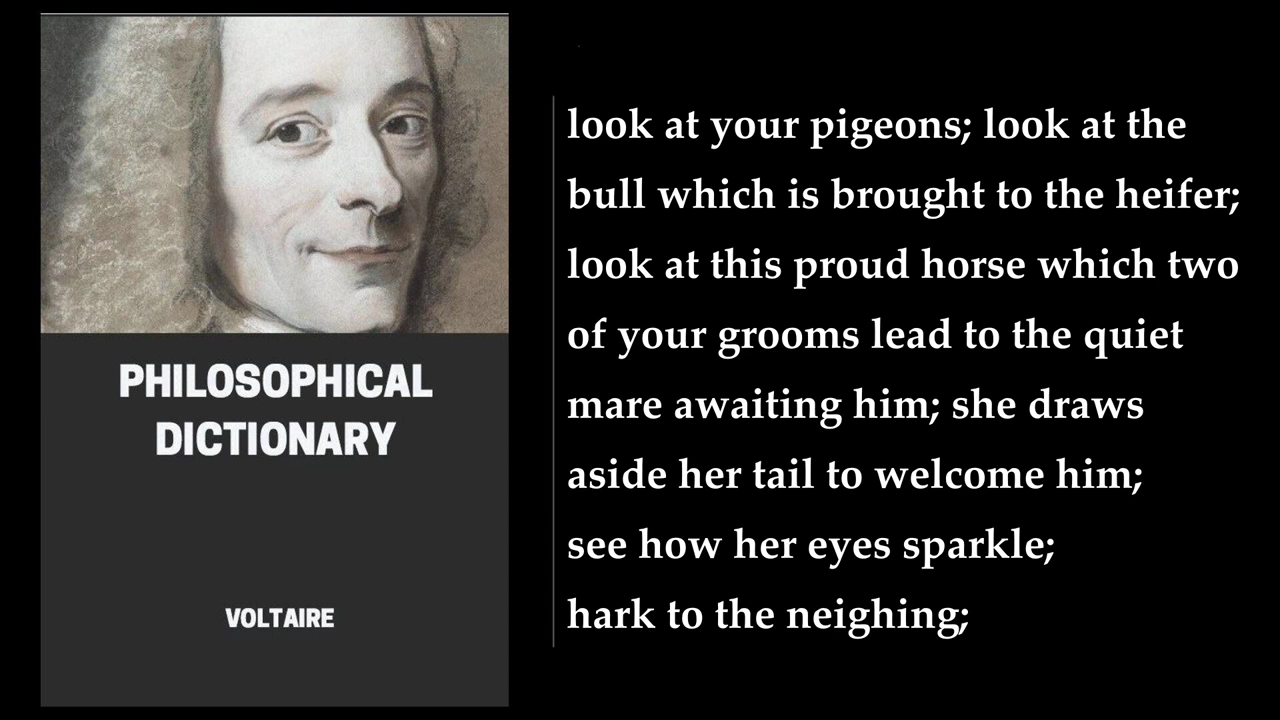 PHILOSOPHICAL
DICTIONARY
VOLTAIRE
look at your pigeons; look at the
bull which is brought to the heifer;
look at this proud horse which two
of your grooms lead to the quiet
mare awaiting him; she draws
aside her tail to welcome him;
see how her eyes sparkle;
hark to the neighing;